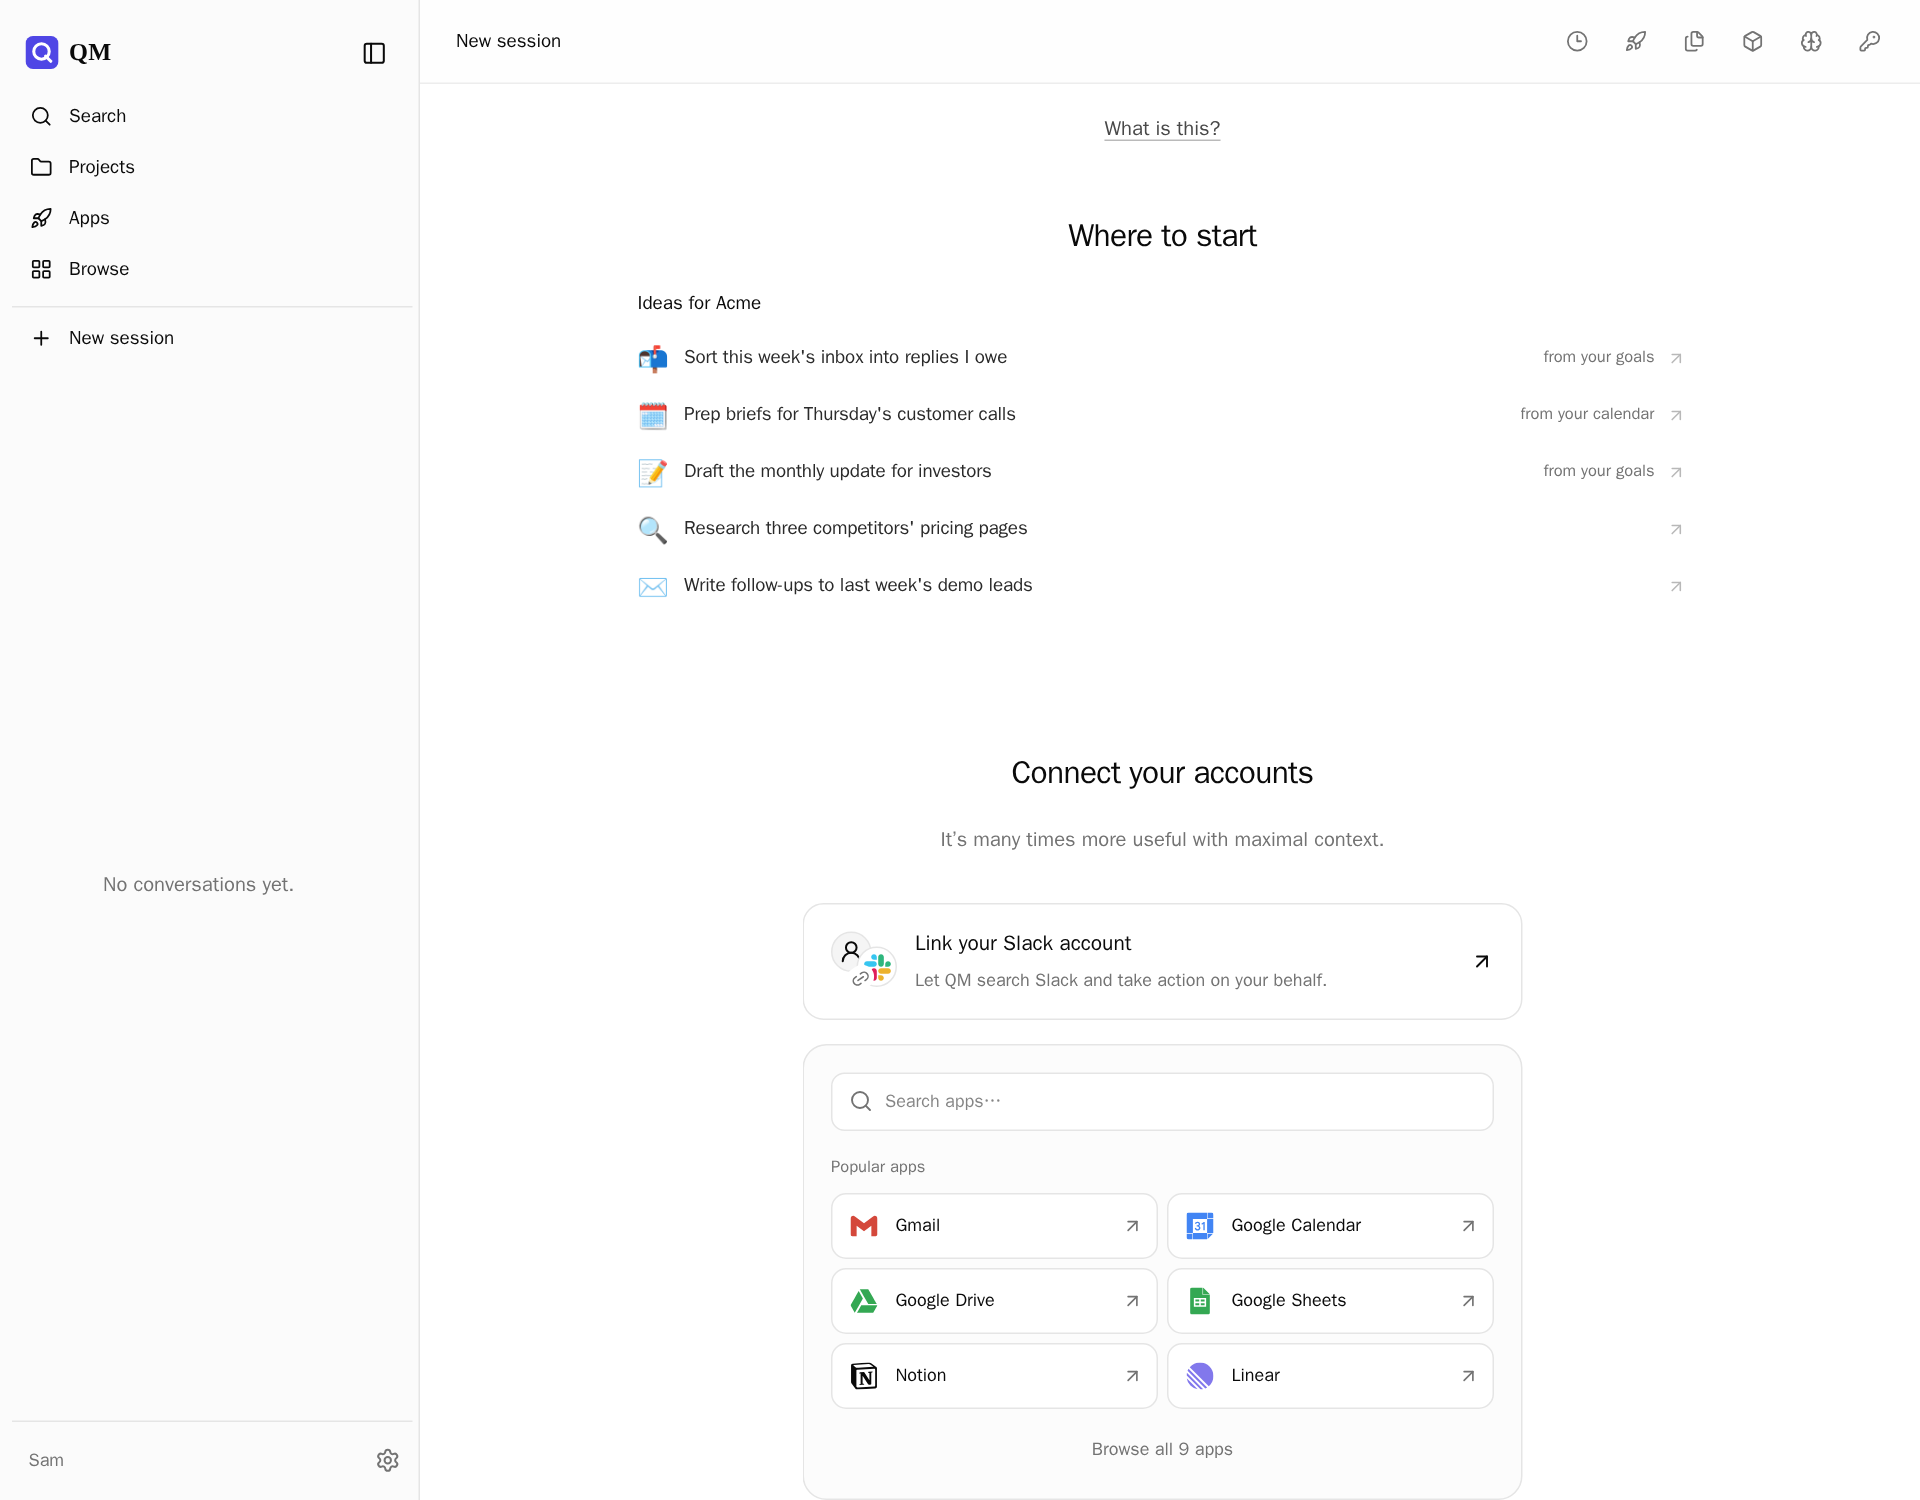 QM
Search
Projects
Apps
Browse
New session
No conversations yet.
Sam
New session
What is this?
Where to start
Ideas for Acme
Sort this week's inbox into replies I owe
from your goals
Prep briefs for Thursday's customer calls
from your calendar
Draft the monthly update for investors
from your goals
Research three competitors' pricing pages
Write follow-ups to last week's demo leads
Connect your accounts
It’s many times more useful with maximal context.
Link your Slack account
Let QM search Slack and take action on your behalf.
Search apps…
Popular apps
Gmail
31
Google Calendar
Google Drive
Google Sheets
Notion
Linear
Browse all 9 apps